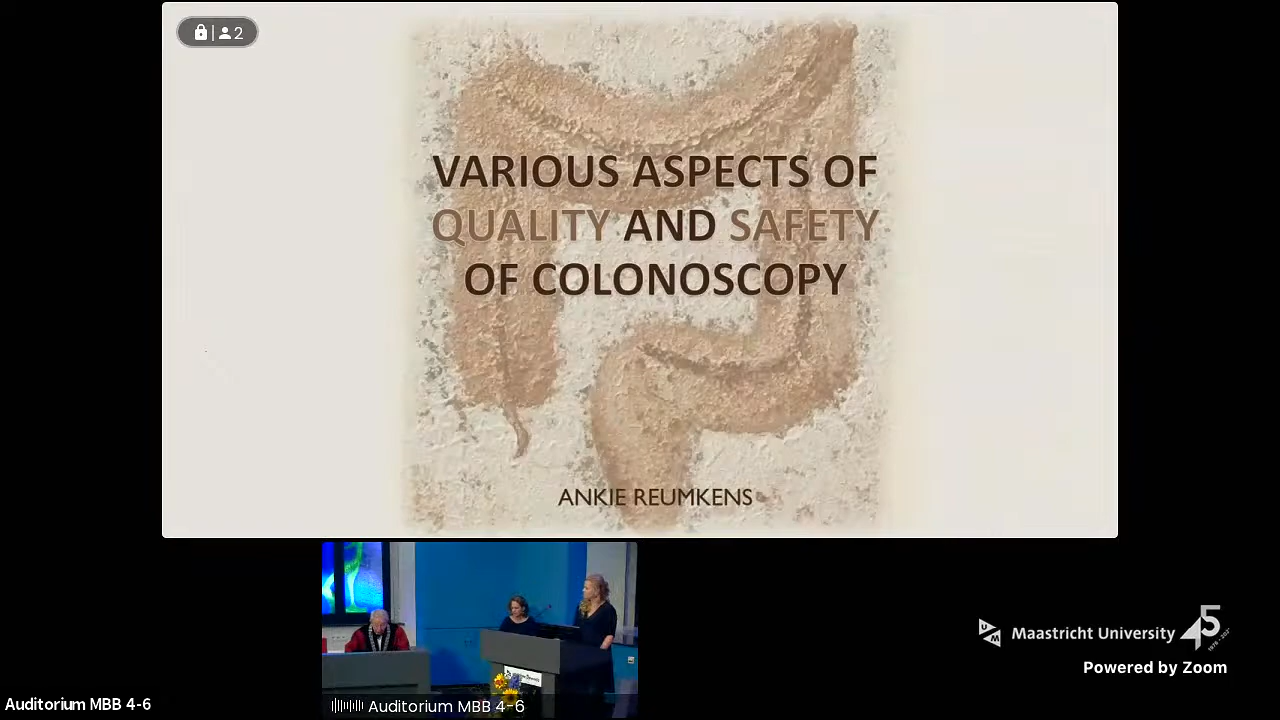 2
VARIOUS ASPECTS OF
QUALITY AND SAFETY
OF COLONOSCOPY
ANKIE REUMKENS
Maastricht University
45
Powered by Zoom
Auditorium MBB 4-6
Auditorium MBB 4-6